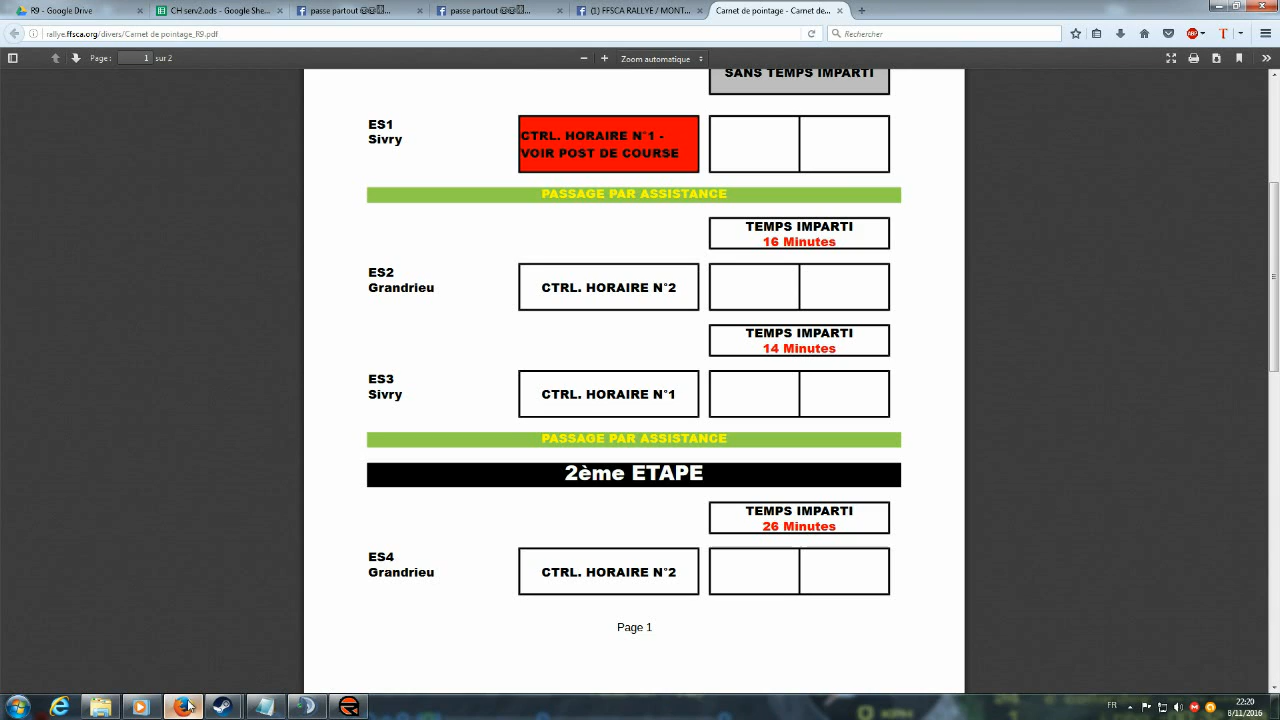 R9 - Google Drive
CH serv2.ods - Google She...
passe partout
passe partout
(1) FFSCA RALLYE / MONT...
Carnet de pointage - Carnet de...
rallye.ffsca.org/divers/Carnet de pointage_R9.pdf
Rechercher
Page :
1
sur 2
Zoom automatique
SANS TEMPS IMPARTI
ES1
Sivry
CTRL. HORAIRE N°1 -
VOIR POST DE COURSE
PASSAGE PAR ASSISTANCE
TEMPS IMPARTI
16 Minutes
ES2
Grandrieu
CTRL. HORAIRE N°2
TEMPS IMPARTI
14 Minutes
ES3
Sivry
CTRL. HORAIRE N°1
PASSAGE PAR ASSISTANCE
2ème ETAPE
TEMPS IMPARTI
26 Minutes
ES4
Grandrieu
CTRL. HORAIRE N°2
Page 1
FR
22:20
8/11/2016